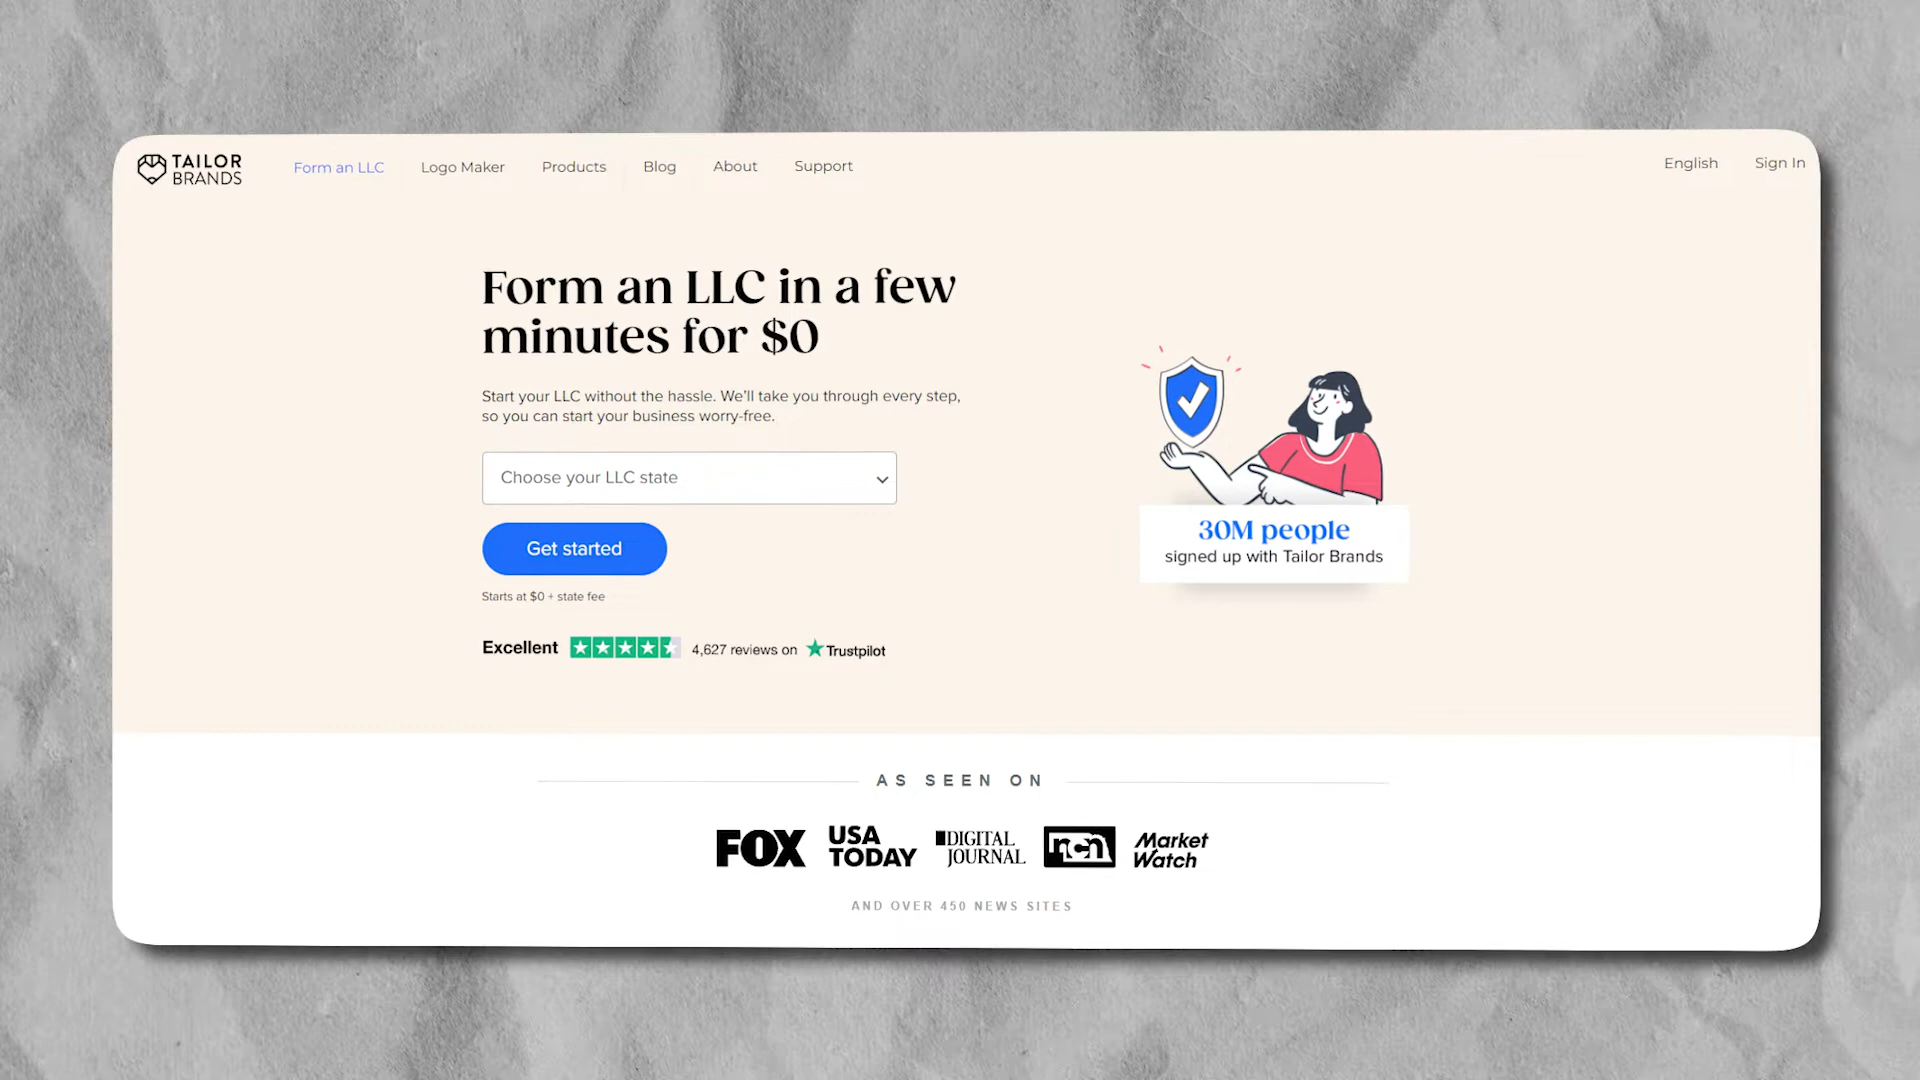 TAILOR
BRANDS
Form an LLC
Logo Maker
Products
Blog
About
Support
English
Sign In
Form an LLC in a few
minutes for $0
Start your LLC without the hassle. We'll take you through every step,
so you can start your business worry-free.
Choose your LLC state
Get started
Starts at $0 + state fee
Excellent
4,627 reviews on
Trustpilot
30M people
signed up with Tailor Brands
AS SEEN ON
FOX
USA
TODAY
DIGITAL
JOURNAL
ncn
Market
Watch
AND OVER 450 NEWS SITES